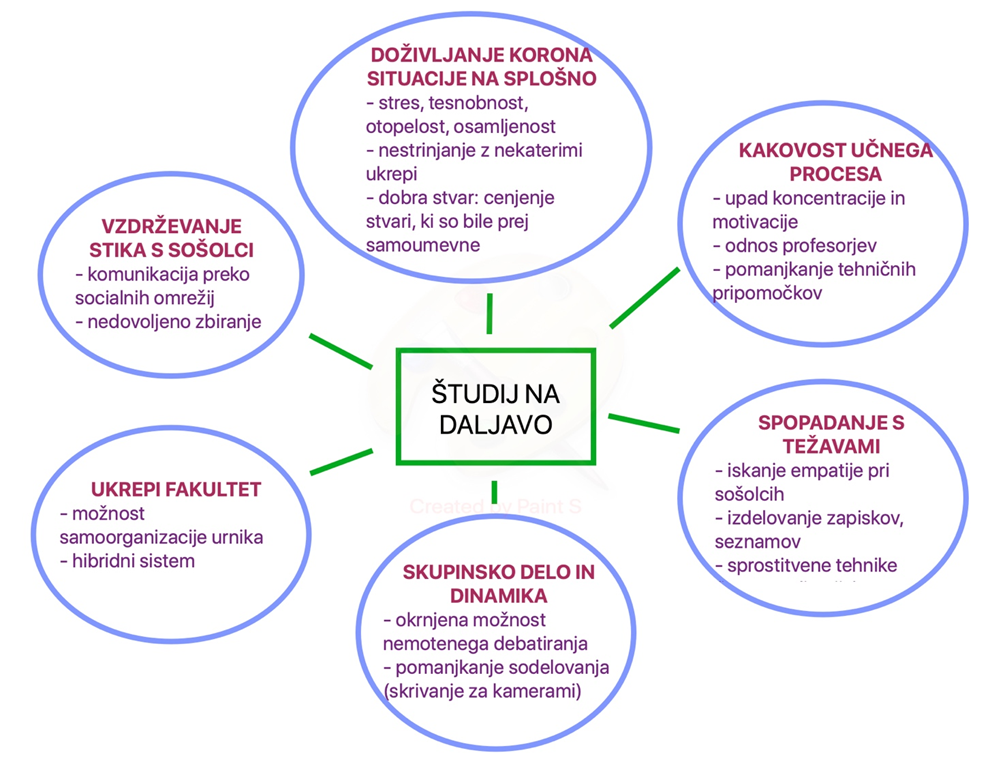 DOŽIVLJANJE KORONA
SITUACIJE NA SPLOŠNO
- stres, tesnobnost,
otopelost, osamljenost
- nestrinjanje z nekaterimi
ukrepi
- dobra stvar: cenjenje
stvari, ki so bile prej
samoumevne
KAKOVOST UČNEGA
PROCESA
- upad koncentracije in
motivacije
- odnos profesorjev
- pomanjkanje tehničnih
pripomočkov
VZDRŽEVANJE
STIKA S SOŠOLCI
- komunikacija preko
socialnih omrežij
- nedovoljeno zbiranje
ŠTUDIJ NA
DALJAVO
SPOPADANJE S
TEŽAVAMI
- iskanje empatije pri
sošolcih
- izdelovanje zapiskov,
seznamov
- sprostitvene tehnike
UKREPI FAKULTET
- možnost
samoorganizacije urnika
- hibridni sistem
Created by Paint S
SKUPINSKO DELO IN
DINAMIKA
- okrnjena možnost
nemotenega debatiranja
- pomanjkanje sodelovanja
(skrivanje za kamerami)